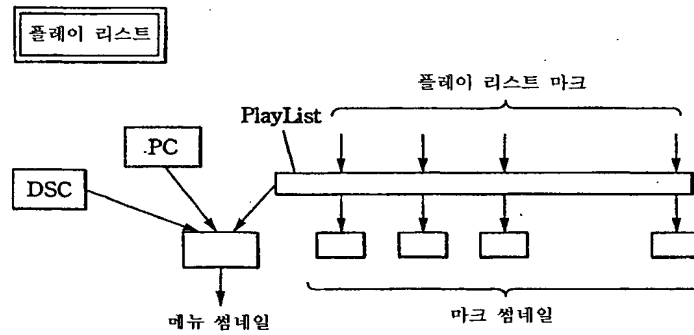 플레이 리스트
플레이 리스트 마크
PlayList
PC
DSC
메뉴 썸네일
마크 썸네일